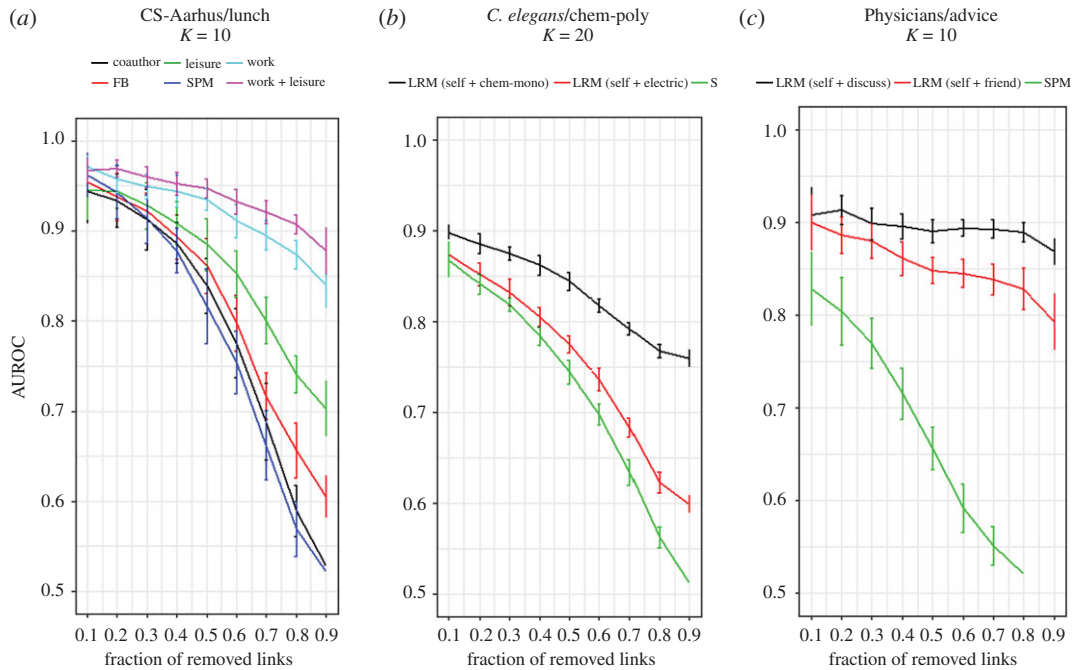 (a)
CS-Aarhus/lunch
K = 10
coauthor
leisure
work
FB
SPM
work + leisure
AUROC
1.0
0.9
0.8
0.7
0.6
0.5
0.1 0.2 0.3 0.4 0.5 0.6 0.7 0.8 0.9
fraction of removed links
(b)
C. elegans/chem-poly
K = 20
LRM (self + chem-mono) LRM (self + electric) S
1.0
0.9
0.8
0.7
0.6
0.5
0.1 0.2 0.3 0.4 0.5 0.6 0.7 0.8 0.9
fraction of removed links
(c)
Physicians/advice
K = 10
LRM (self + discuss) LRM (self + friend) SPM
1.0
0.9
0.8
0.7
0.6
0.5
0.1 0.2 0.3 0.4 0.5 0.6 0.7 0.8 0.9
fraction of removed links